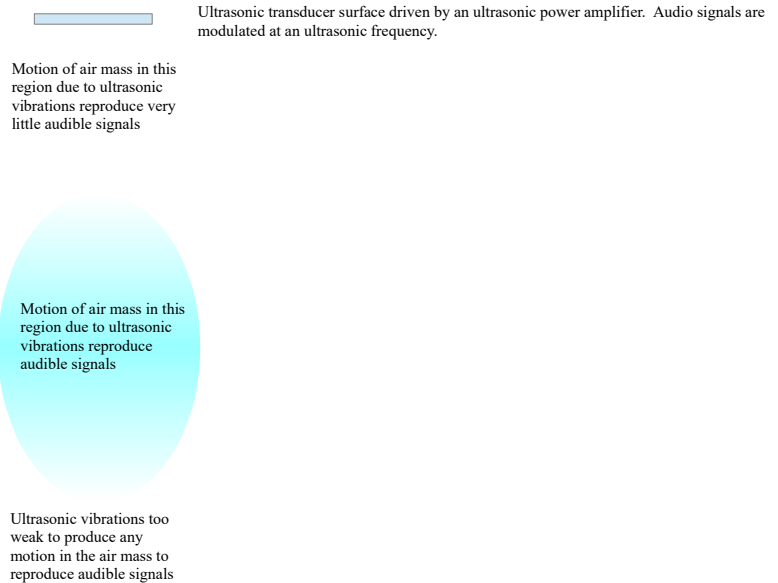 Ultrasonic transducer surface driven by an ultrasonic power amplifier.  Audio signals are
modulated at an ultrasonic frequency.
Motion of air mass in this
region due to ultrasonic
vibrations reproduce very
little audible signals
Motion of air mass in this
region due to ultrasonic
vibrations reproduce
audible signals
Ultrasonic vibrations too
weak to produce any
motion in the air mass to
reproduce audible signals